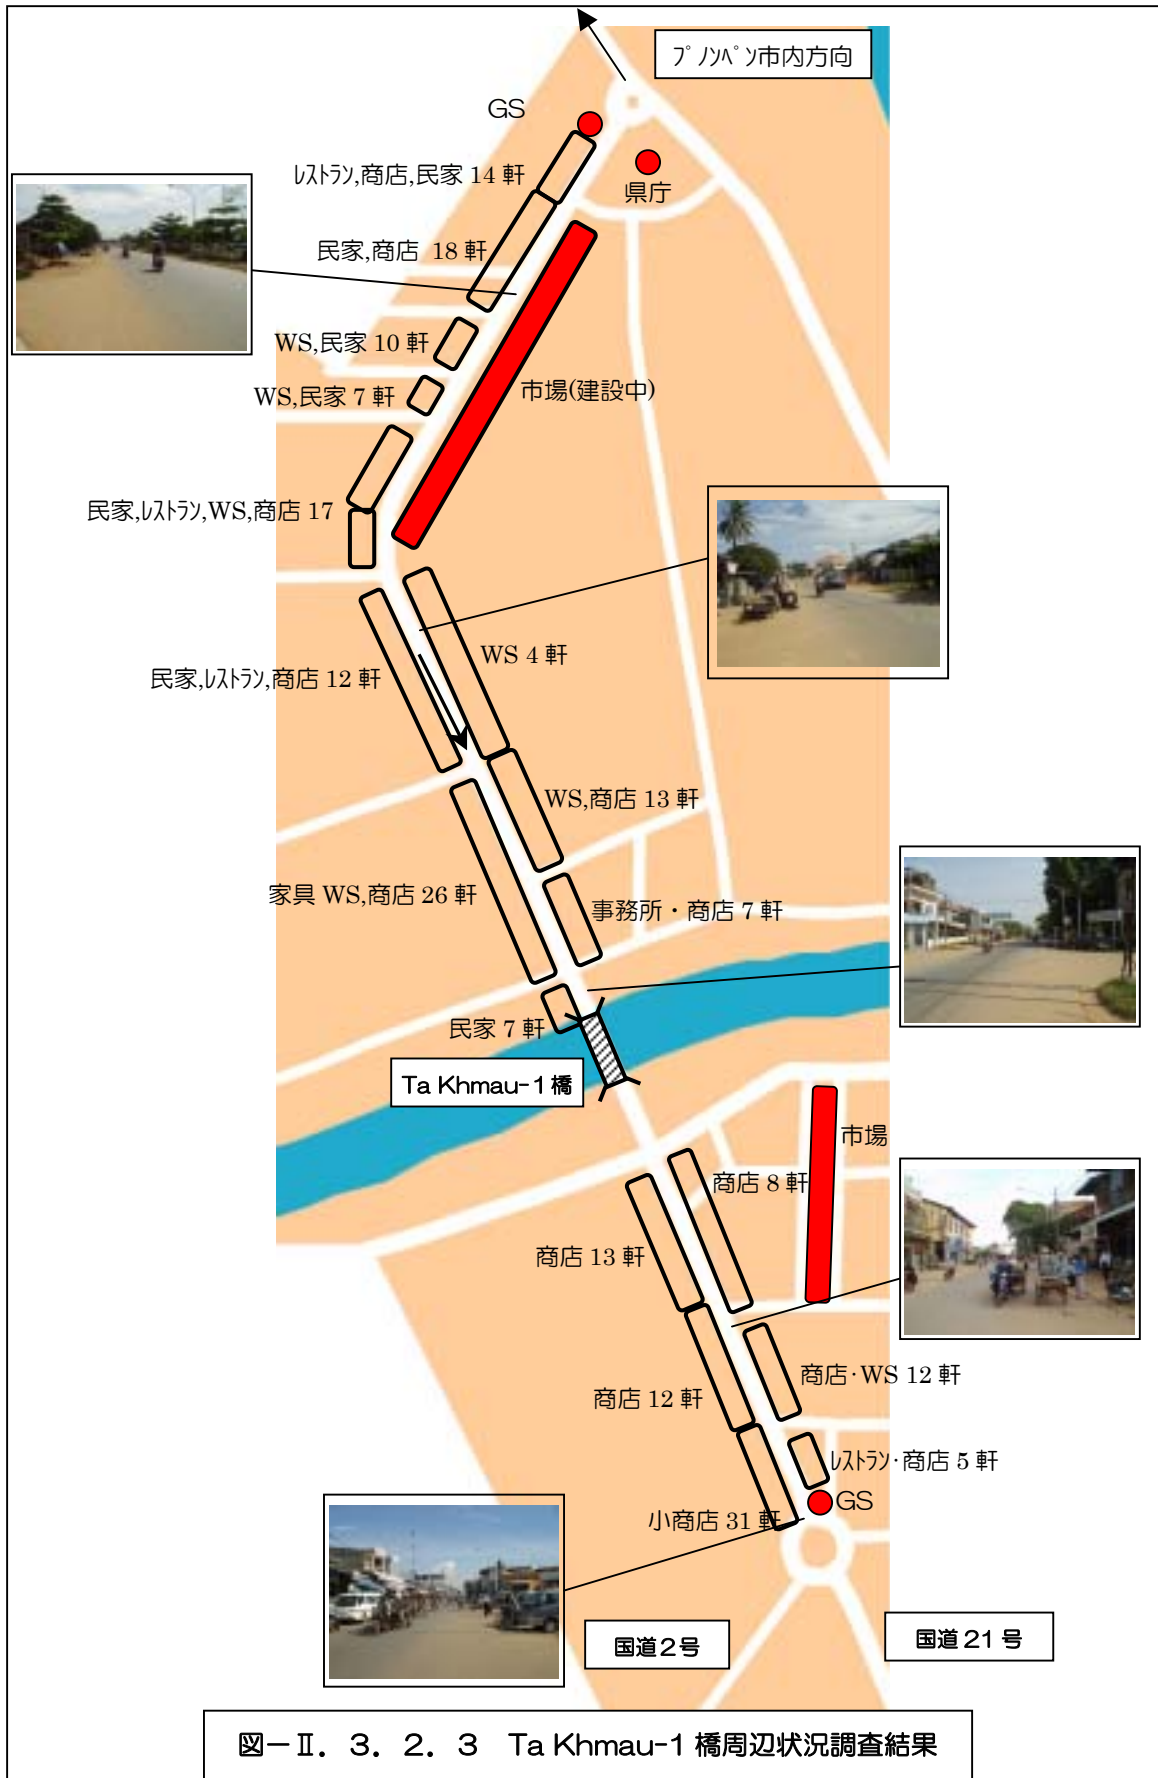 ﾌﾟﾉﾝﾍﾟﾝ市内方向
GS
県庁
ﾚｽﾄﾗﾝ,商店,民家 14 軒
民家,商店 18 軒
WS,民家 10 軒
WS,民家 7 軒
市場(建設中)
民家,ﾚｽﾄﾗﾝ,WS,商店 17
WS 4 軒
民家,ﾚｽﾄﾗﾝ,商店 12 軒
WS,商店 13 軒
家具 WS,商店 26 軒
事務所・商店 7 軒
民家 7 軒
Ta Khmau-1 橋
市場
商店 8 軒
商店 13 軒
商店･WS 12 軒
商店 12 軒
ﾚｽﾄﾗﾝ･商店 5 軒
GS
小商店 31 軒
国道2号
国道 21 号
図－Ⅱ．３．２．３ Ta Khmau-1 橋周辺状況調査結果